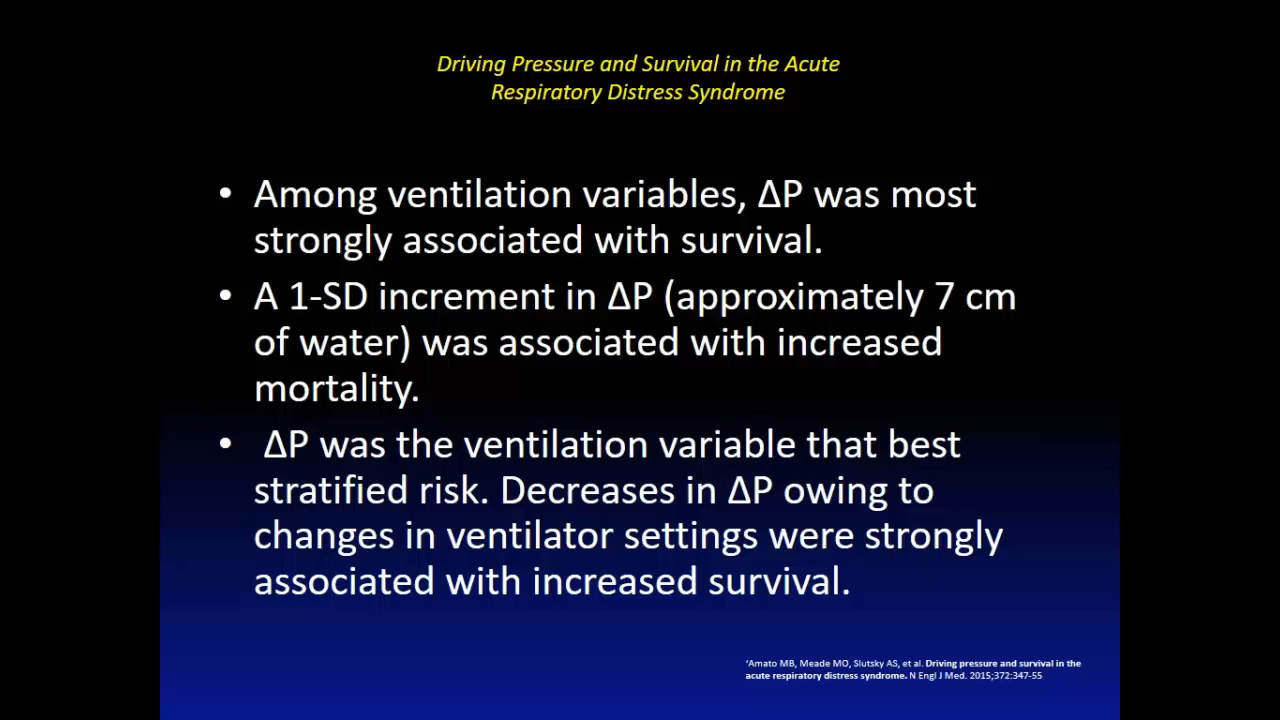 Driving Pressure and Survival in the Acute
Respiratory Distress Syndrome
• Among ventilation variables, ΔP was most
strongly associated with survival.
• A 1-SD increment in ΔP (approximately 7 cm
of water) was associated with increased
mortality.
• ΔP was the ventilation variable that best
stratified risk. Decreases in ΔP owing to
changes in ventilator settings were strongly
associated with increased survival.
'Amato MB, Meade MO, Slutsky AS, et al. Driving pressure and survival in the
acute respiratory distress syndrome. N Engl J Med. 2015;372:347-55